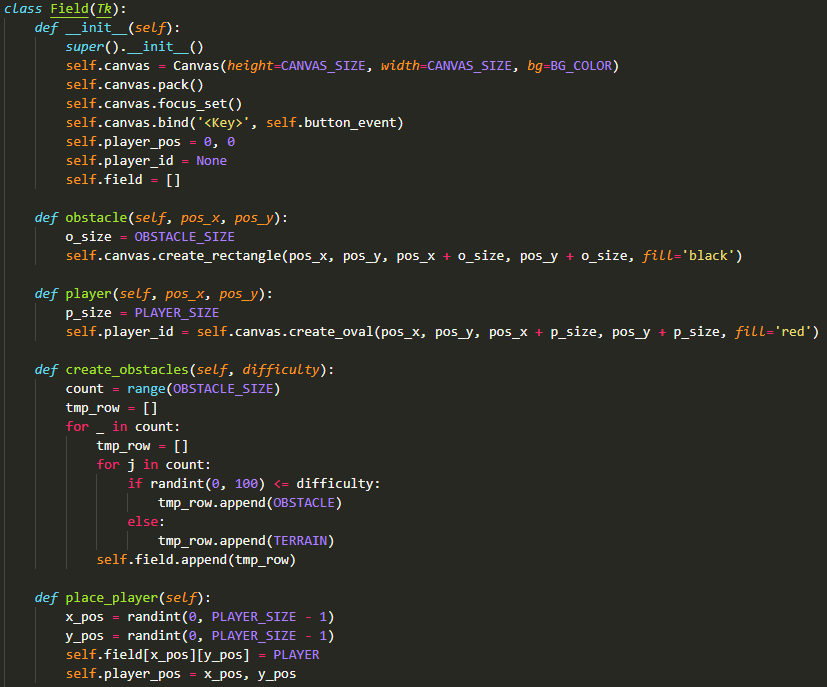 class Field(Tk):
    def __init__(self):
        super().__init__()
        self.canvas = Canvas(height=CANVAS_SIZE, width=CANVAS_SIZE, bg=BG_COLOR)
        self.canvas.pack()
        self.canvas.focus_set()
        self.canvas.bind('<Key>', self.button_event)
        self.player_pos = 0, 0
        self.player_id = None
        self.field = []

    def obstacle(self, pos_x, pos_y):
        o_size = OBSTACLE_SIZE
        self.canvas.create_rectangle(pos_x, pos_y, pos_x + o_size, pos_y + o_size, fill='black')

    def player(self, pos_x, pos_y):
        p_size = PLAYER_SIZE
        self.player_id = self.canvas.create_oval(pos_x, pos_y, pos_x + p_size, pos_y + p_size, fill='red')

    def create_obstacles(self, difficulty):
        count = range(OBSTACLE_SIZE)
        tmp_row = []
        for _ in count:
            tmp_row = []
            for j in count:
                if randint(0, 100) <= difficulty:
                    tmp_row.append(OBSTACLE)
                else:
                    tmp_row.append(TERRAIN)
            self.field.append(tmp_row)

    def place_player(self):
        x_pos = randint(0, PLAYER_SIZE - 1)
        y_pos = randint(0, PLAYER_SIZE - 1)
        self.field[x_pos][y_pos] = PLAYER
        self.player_pos = x_pos, y_pos